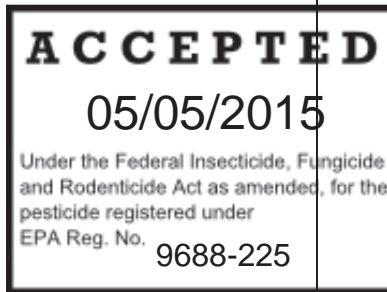 ACCEPTED
05/05/2015
Under the Federal Insecticide, Fungicide
and Rodenticide Act as amended, for the
pesticide registered under
EPA Reg. No. 9688-225